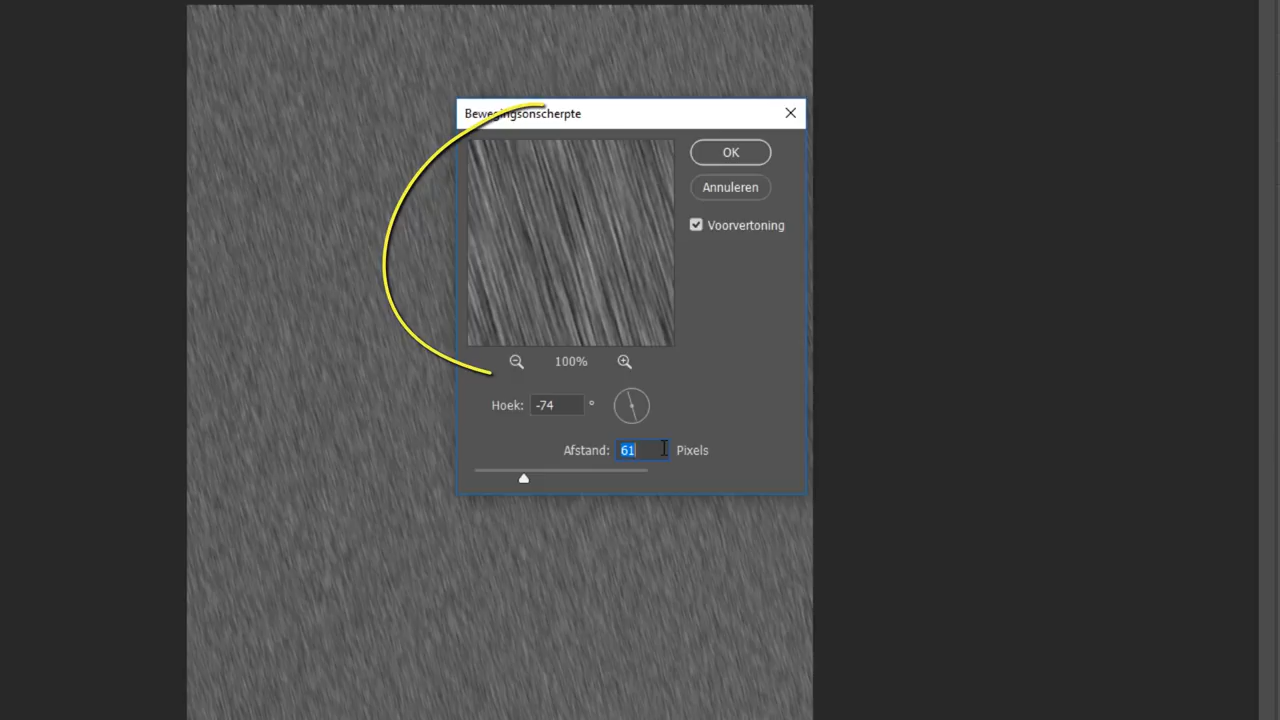 Bewegingsonscherpte
OK
Annuleren
Voorvertoning
100%
Hoek: -74 °
Afstand: 61 Pixels